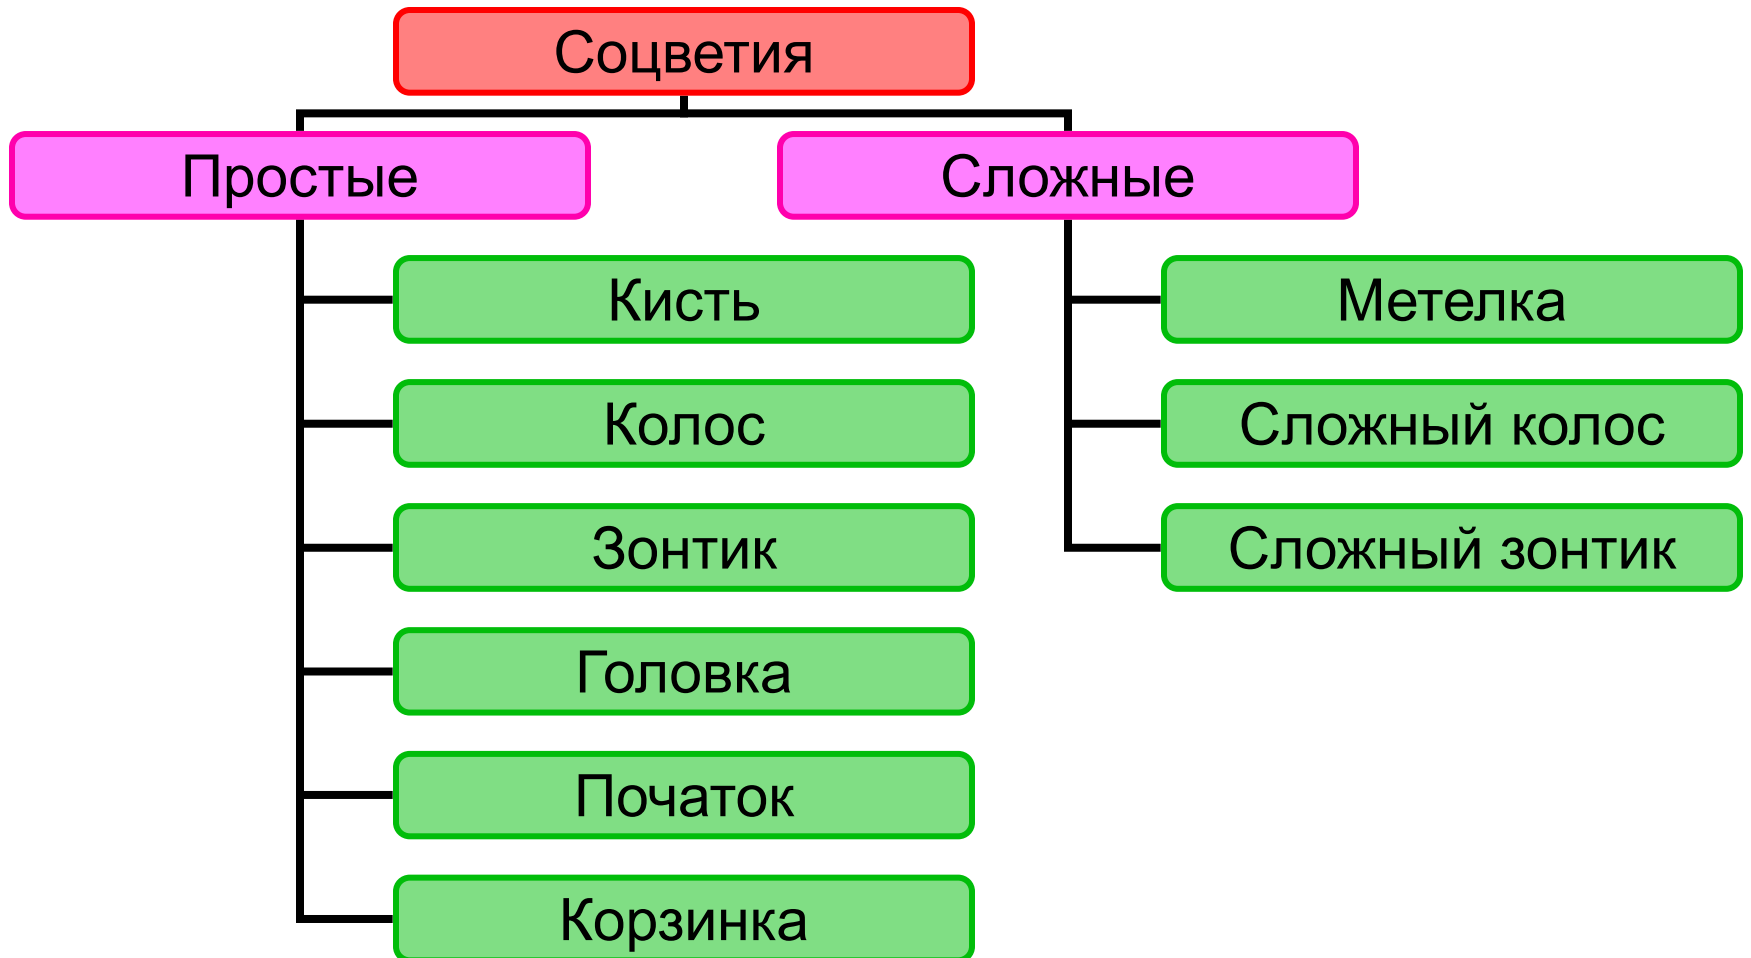 Соцветия
Простые
Сложные
Кисть
Метелка
Колос
Сложный колос
Зонтик
Сложный зонтик
Головка
Початок
Корзинка